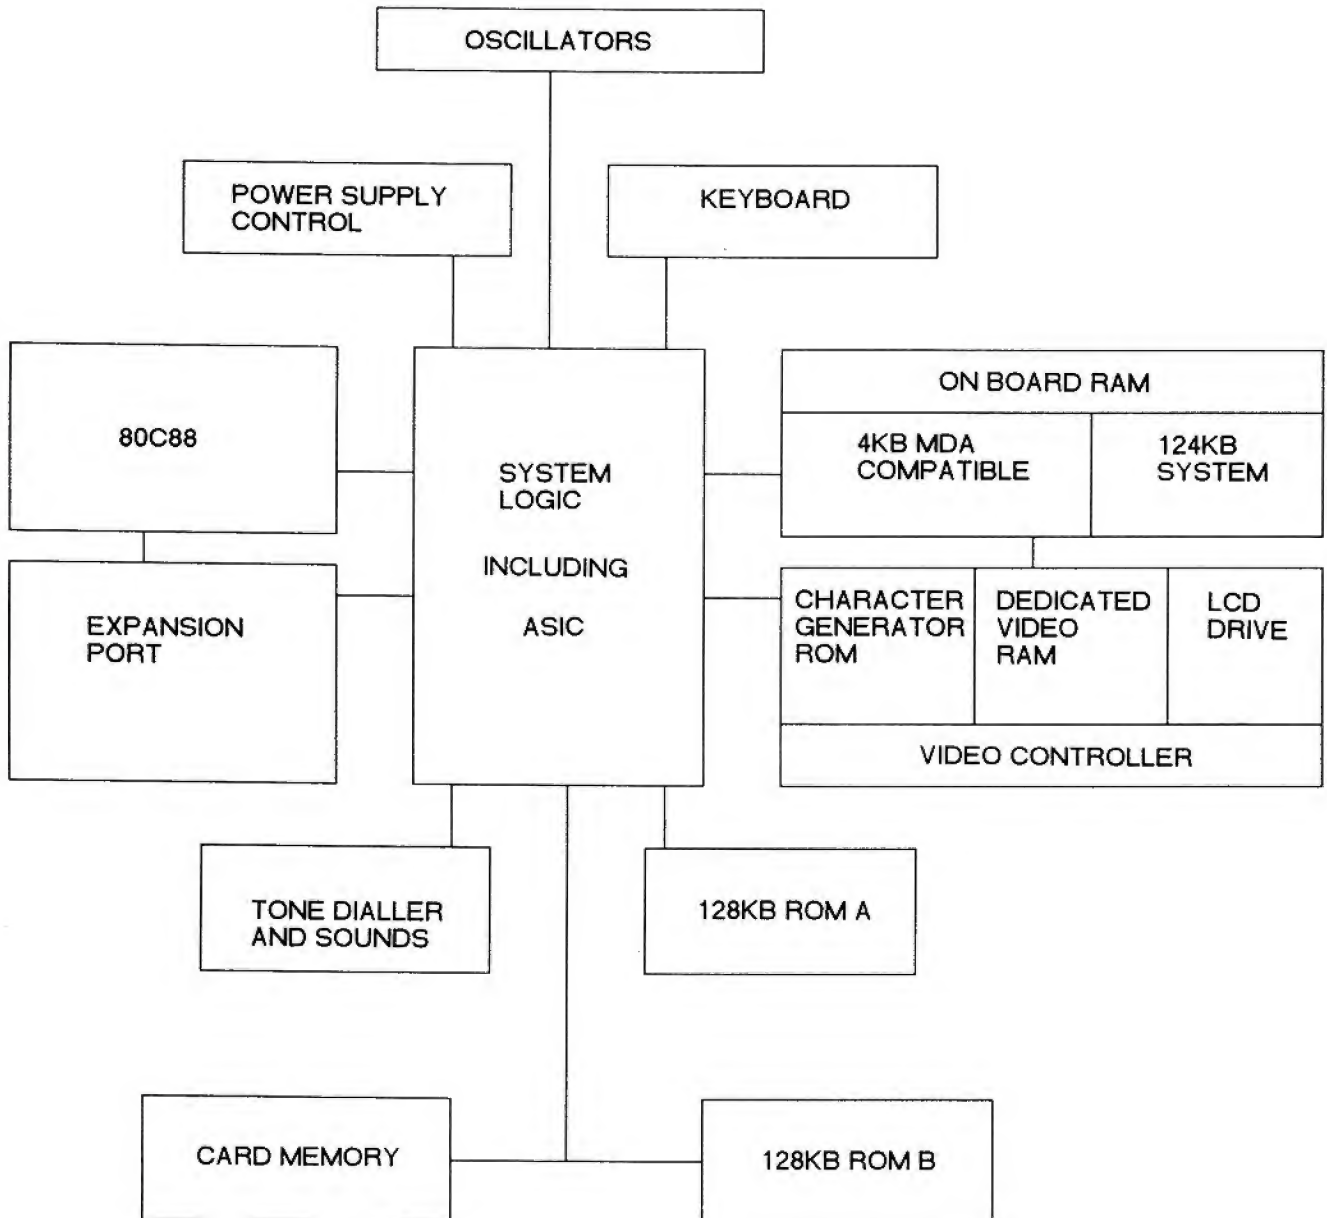 OSCILLATORS
POWER SUPPLY
CONTROL
KEYBOARD
80C88
SYSTEM
LOGIC
INCLUDING
ASIC
ON BOARD RAM
4KB MDA
COMPATIBLE
124KB
SYSTEM
EXPANSION
PORT
CHARACTER
GENERATOR
ROM
DEDICATED
VIDEO
RAM
LCD
DRIVE
VIDEO CONTROLLER
TONE DIALLER
AND SOUNDS
128KB ROM A
CARD MEMORY
128KB ROM B